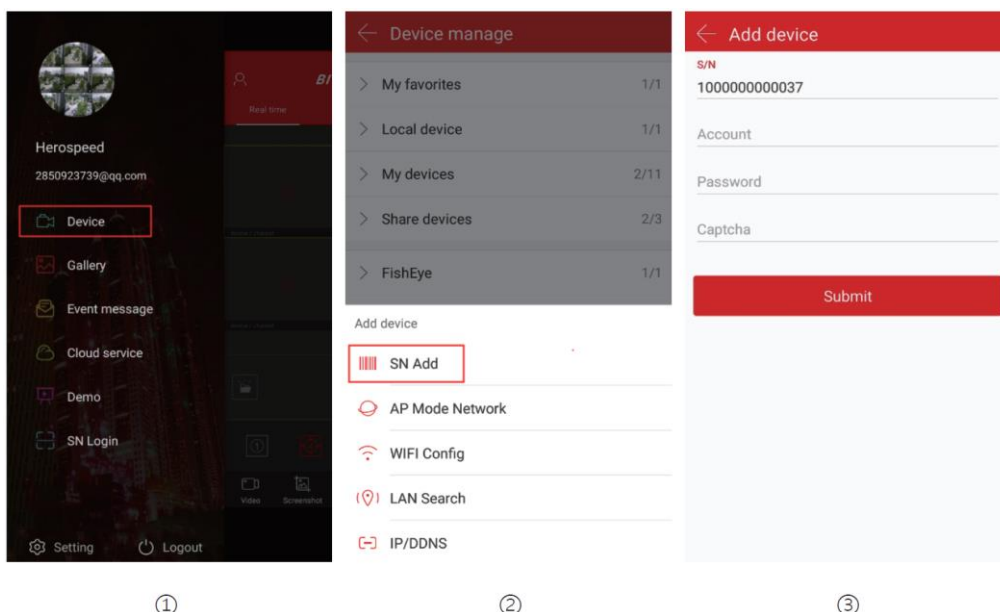 Herospeed
2850923739@qq.com
Device
Gallery
Event message
Cloud service
Demo
SN Login
Setting
Logout
BI
Real time
Video
Screenshot
①
Device manage
My favorites 1/1
Local device 1/1
My devices 2/11
Share devices 2/3
FishEye 1/1
Add device
SN Add
AP Mode Network
WIFI Config
LAN Search
IP/DDNS
②
Add device
S/N
1000000000037
Account
Password
Captcha
Submit
③